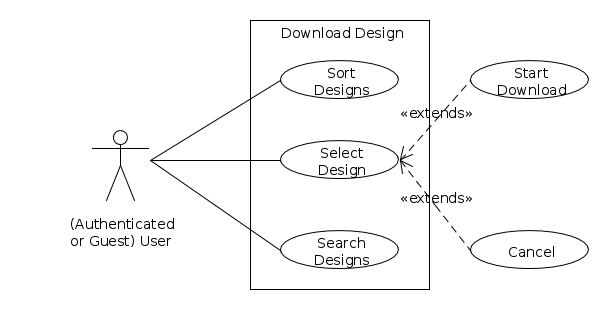 Download Design
Sort
Designs
Start
Download
«extends»
Select
Design
«extends»
(Authenticated
or Guest) User
Search
Designs
Cancel